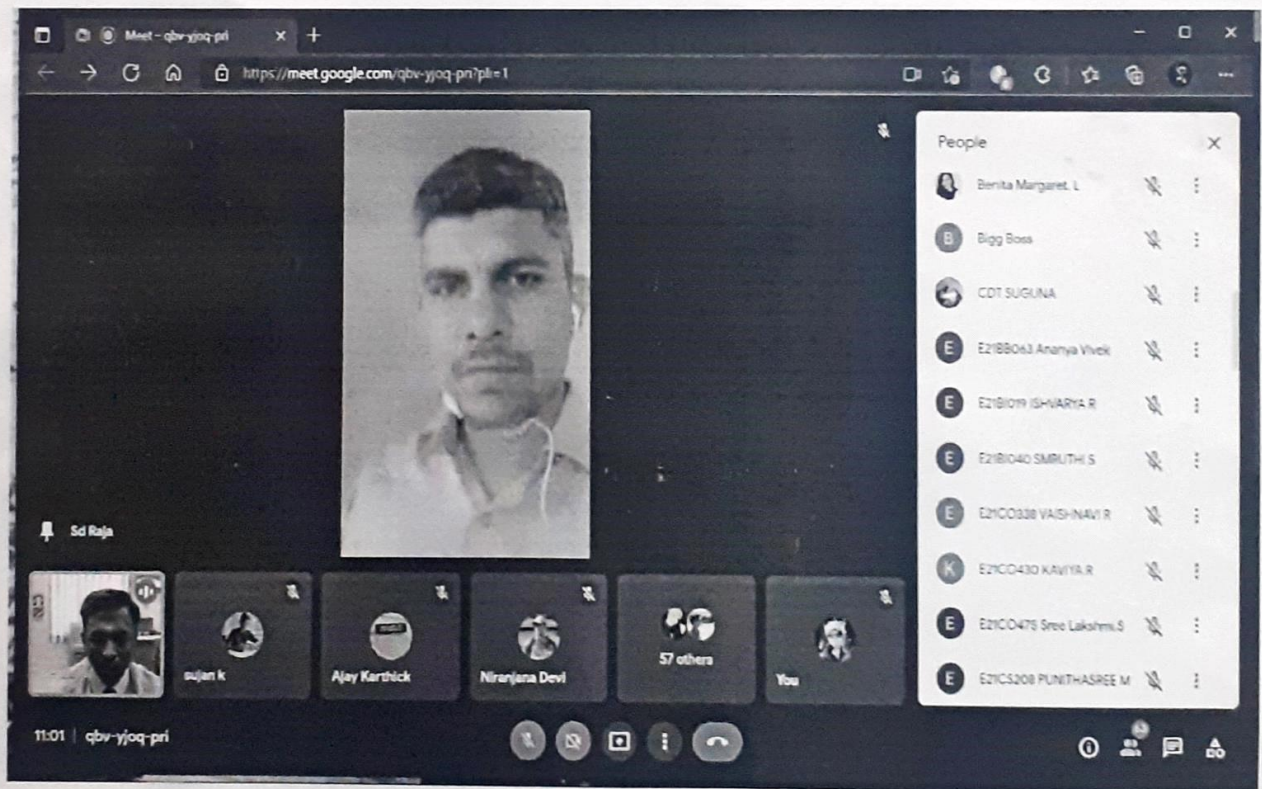 Meet - qbv-yjoq-pri
https://meet.google.com/qbv-yjoq-pri?pli=1
People
Benita Margaret. L
B
Bigg Boss
CDT SUGUNA
E
E21BB063 Ananya Vivek
E
E21BI019 ISHVARYA R
E
E21BI040 SMRUTHI S
E
E21CO338 VAISHNAVI R
K
E21CO430 KAVIYA.R
E
E21CO475 Sree Lakshmi.S
E
E21CS208 PUNITHASREE M
Sd Raja
sujan k
Ajay Karthick
Niranjana Devi
57 others
You
11:01 | qbv-yjoq-pri
63